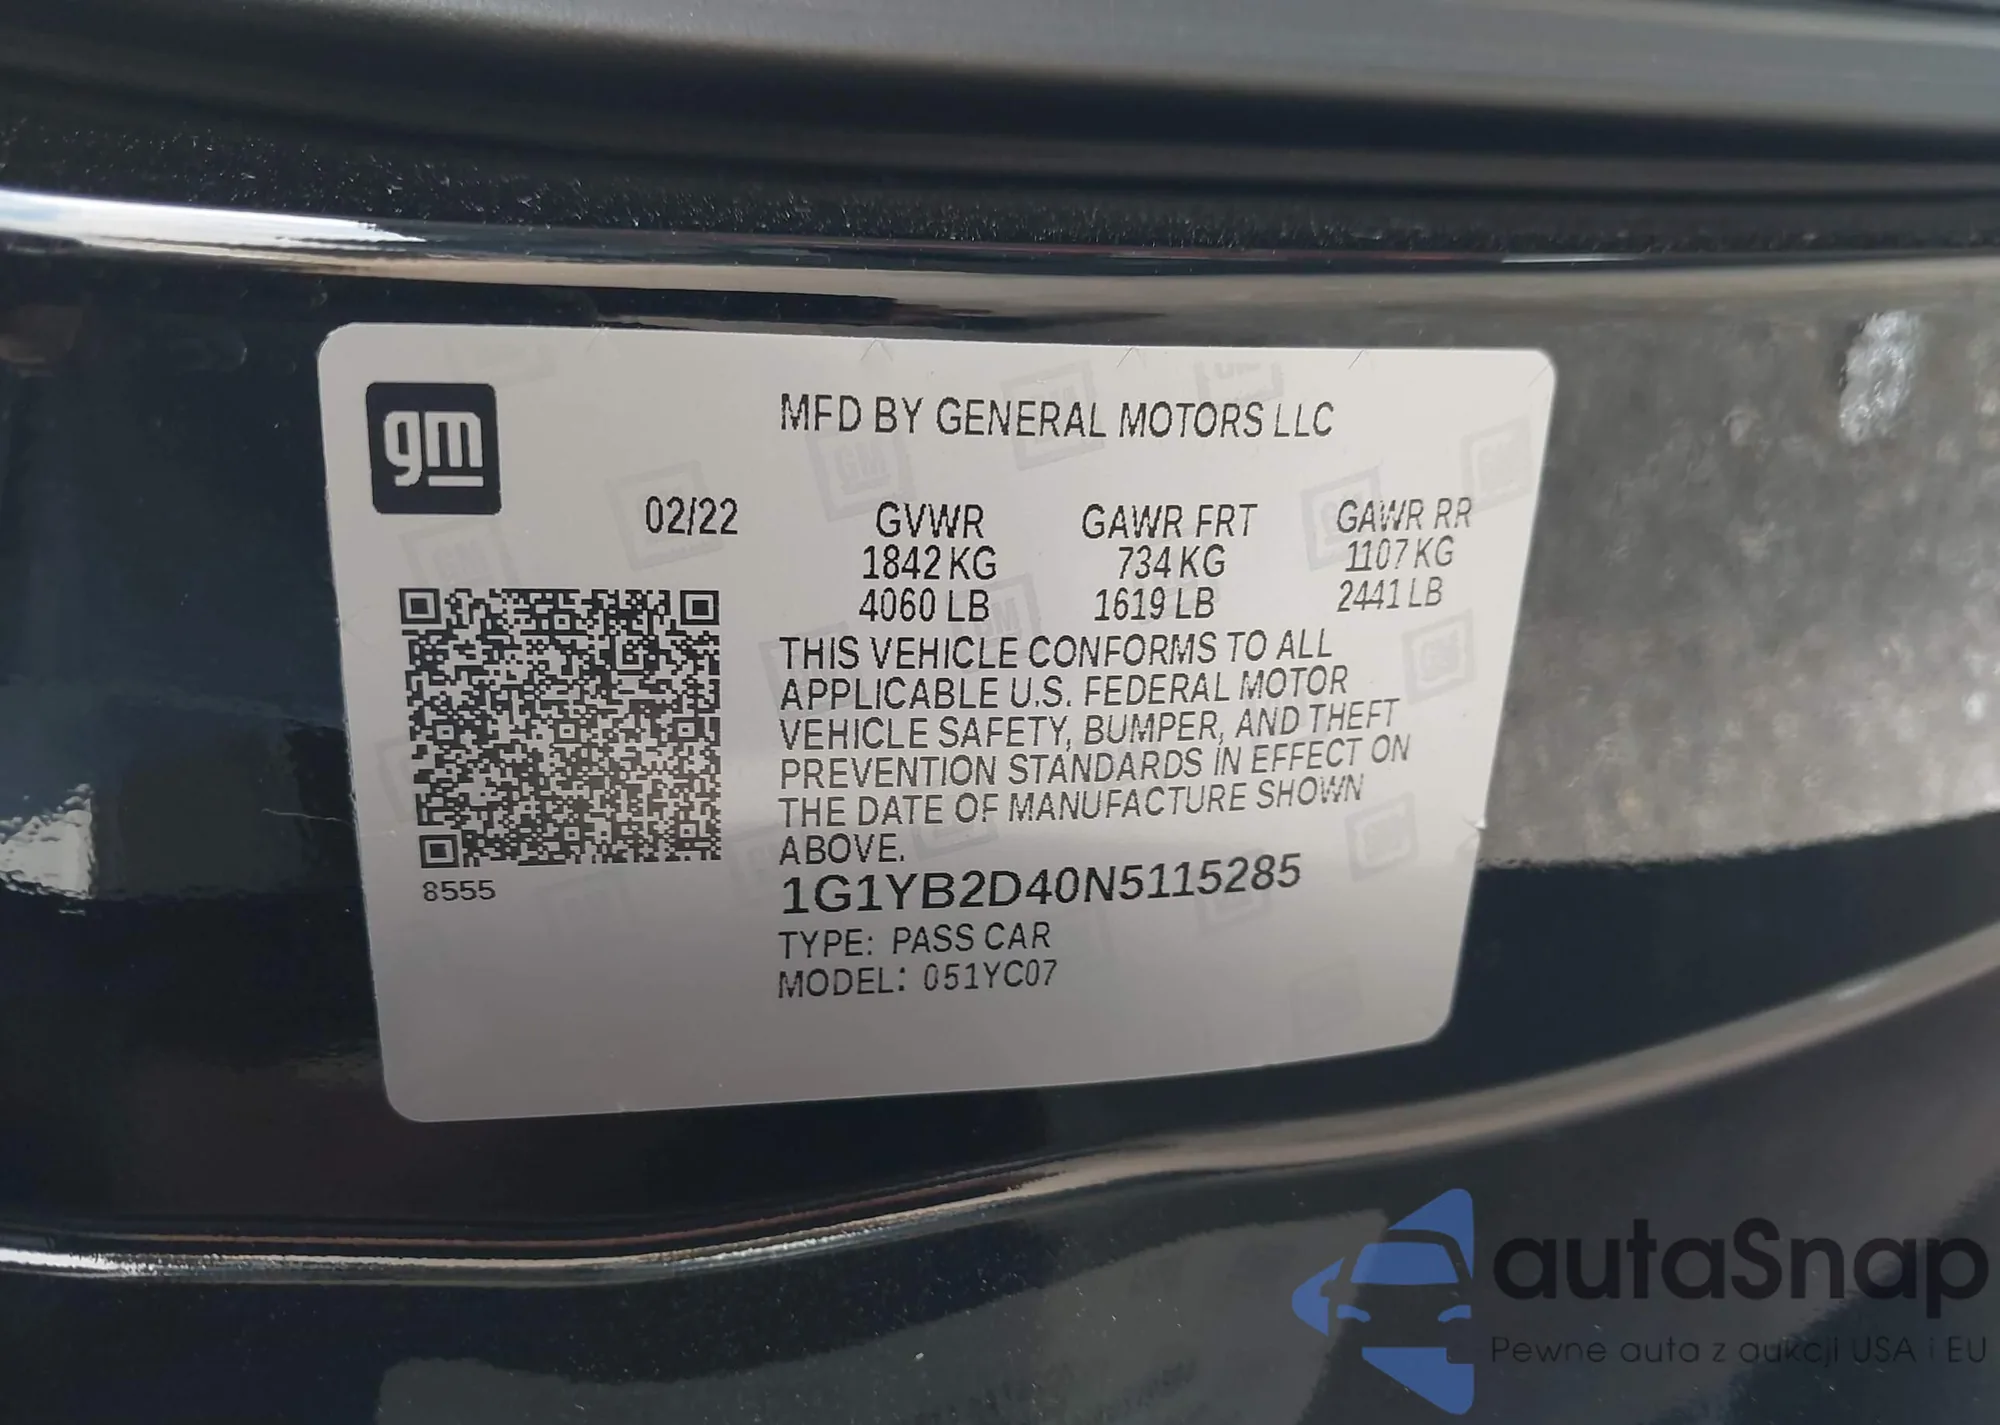 gm
MFD BY GENERAL MOTORS LLC
02/22 GVWR GAWR FRT GAWR RR
1842 KG 734 KG 1107 KG
4060 LB 1619 LB 2441 LB
THIS VEHICLE CONFORMS TO ALL
APPLICABLE U.S. FEDERAL MOTOR
VEHICLE SAFETY, BUMPER, AND THEFT
PREVENTION STANDARDS IN EFFECT ON
THE DATE OF MANUFACTURE SHOWN
ABOVE.
8555
1G1YB2D40N5115285
TYPE: PASS CAR
MODEL: 051YC07
autaSnap
Pewne auta z aukcji USA i EU